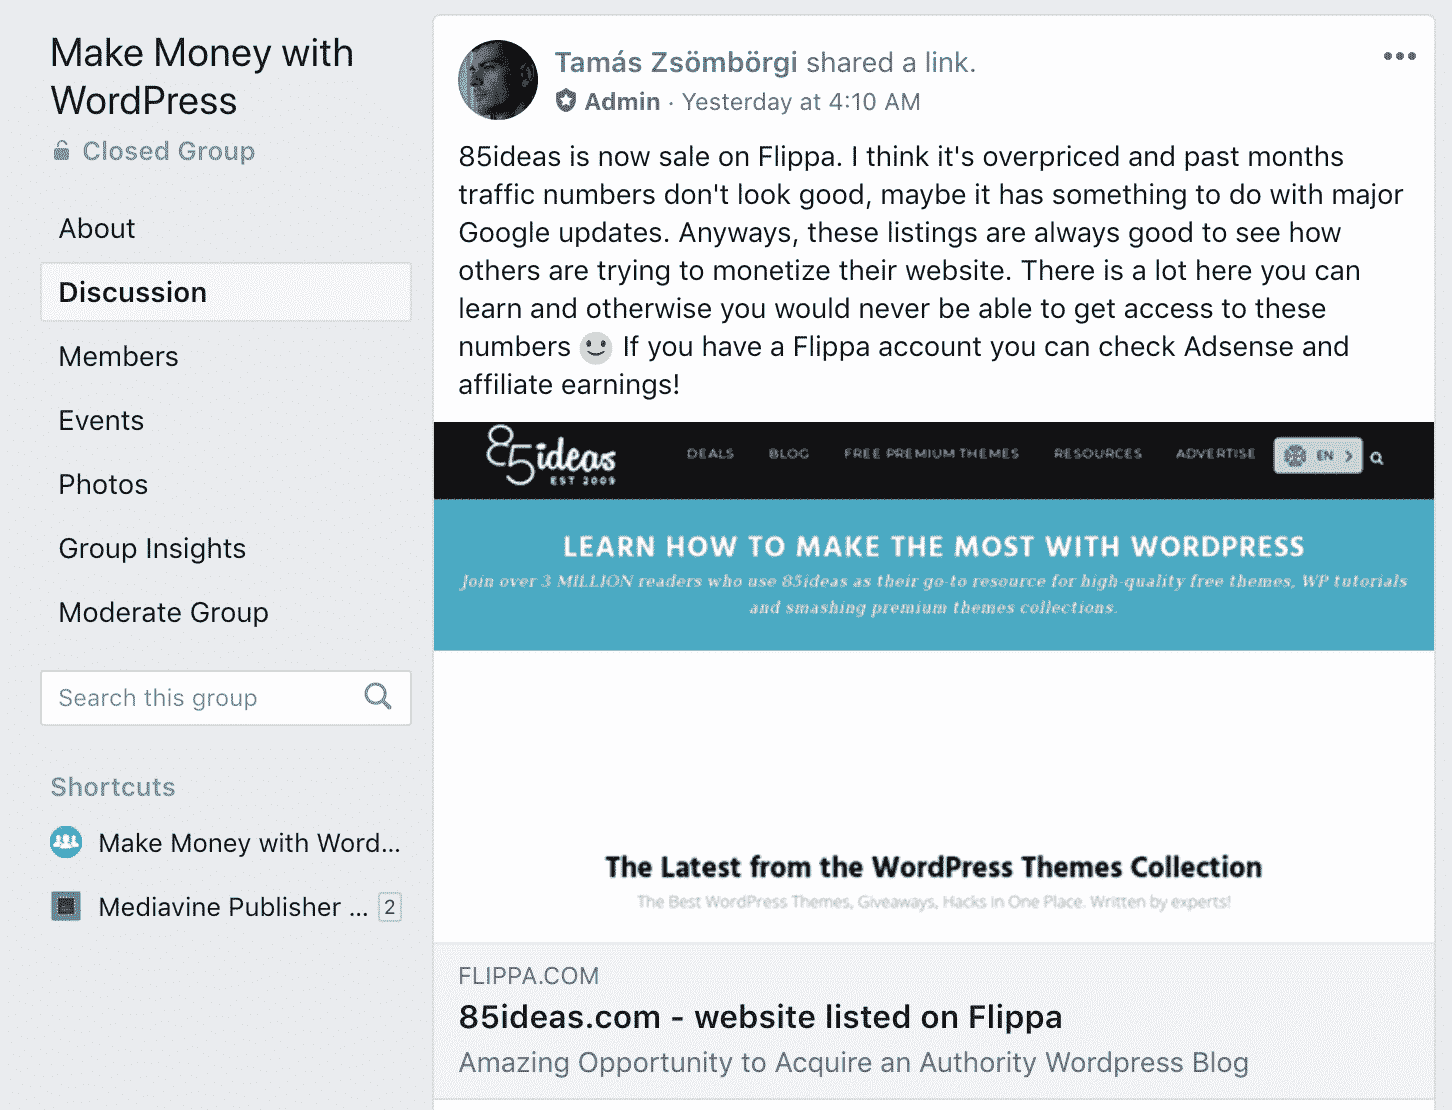 Make Money with
WordPress
Closed Group
About
Discussion
Members
Events
Photos
Group Insights
Moderate Group
Search this group
Shortcuts
Make Money with Word...
Mediavine Publisher ... 2
Tamás Zsömbörgi shared a link.
Admin · Yesterday at 4:10 AM
85ideas is now sale on Flippa. I think it's overpriced and past months
traffic numbers don't look good, maybe it has something to do with major
Google updates. Anyways, these listings are always good to see how
others are trying to monetize their website. There is a lot here you can
learn and otherwise you would never be able to get access to these
numbers 🙂 If you have a Flippa account you can check Adsense and
affiliate earnings!
85ideas
EST 2009
DEALS BLOG FREE PREMIUM THEMES RESOURCES ADVERTISE EN
LEARN HOW TO MAKE THE MOST WITH WORDPRESS
Join over 3 MILLION readers who use 85ideas as their go-to resource for high-quality free themes, WP tutorials
and smashing premium themes collections.
The Latest from the WordPress Themes Collection
The Best WordPress Themes, Giveaways, Hacks in One Place. Written by experts!
FLIPPA.COM
85ideas.com - website listed on Flippa
Amazing Opportunity to Acquire an Authority Wordpress Blog